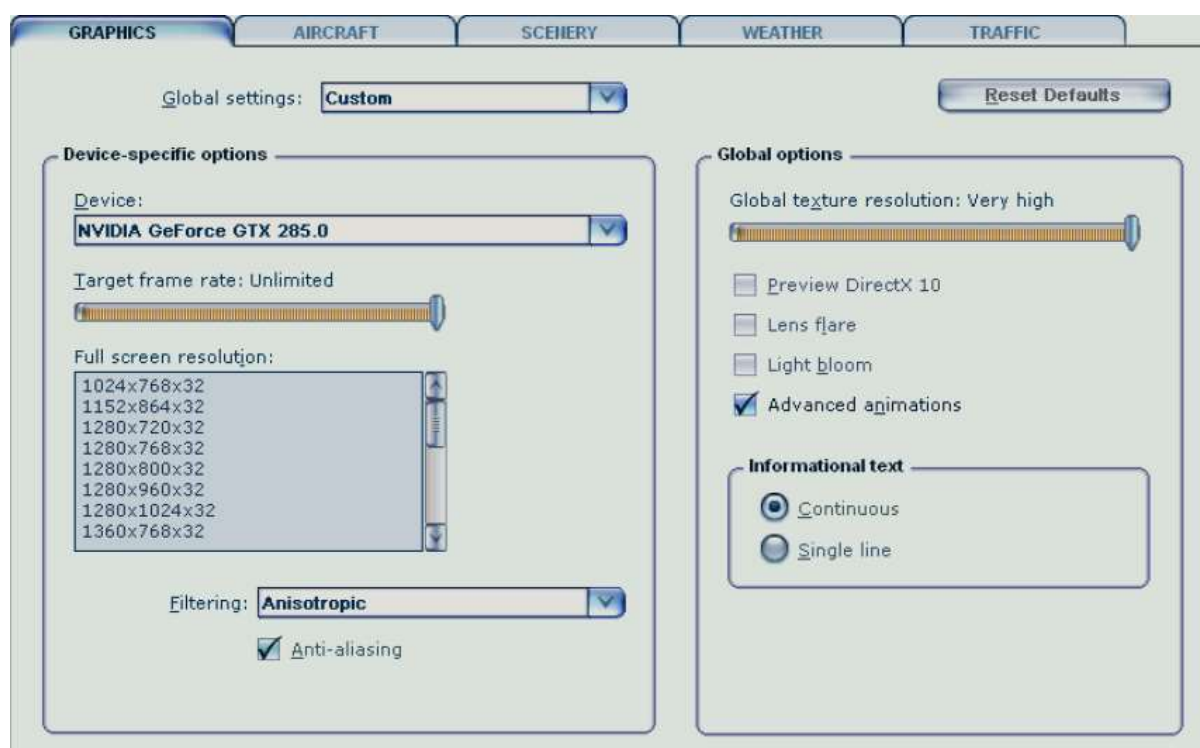 GRAPHICS AIRCRAFT SCENERY WEATHER TRAFFIC
Global settings: Custom
Reset Defaults
Device-specific options
Device:
NVIDIA GeForce GTX 285.0
Target frame rate: Unlimited
Full screen resolution:
1024x768x32
1152x864x32
1280x720x32
1280x768x32
1280x800x32
1280x960x32
1280x1024x32
1360x768x32
Filtering: Anisotropic
Anti-aliasing
Global options
Global texture resolution: Very high
Preview DirectX 10
Lens flare
Light bloom
Advanced animations
Informational text
Continuous
Single line